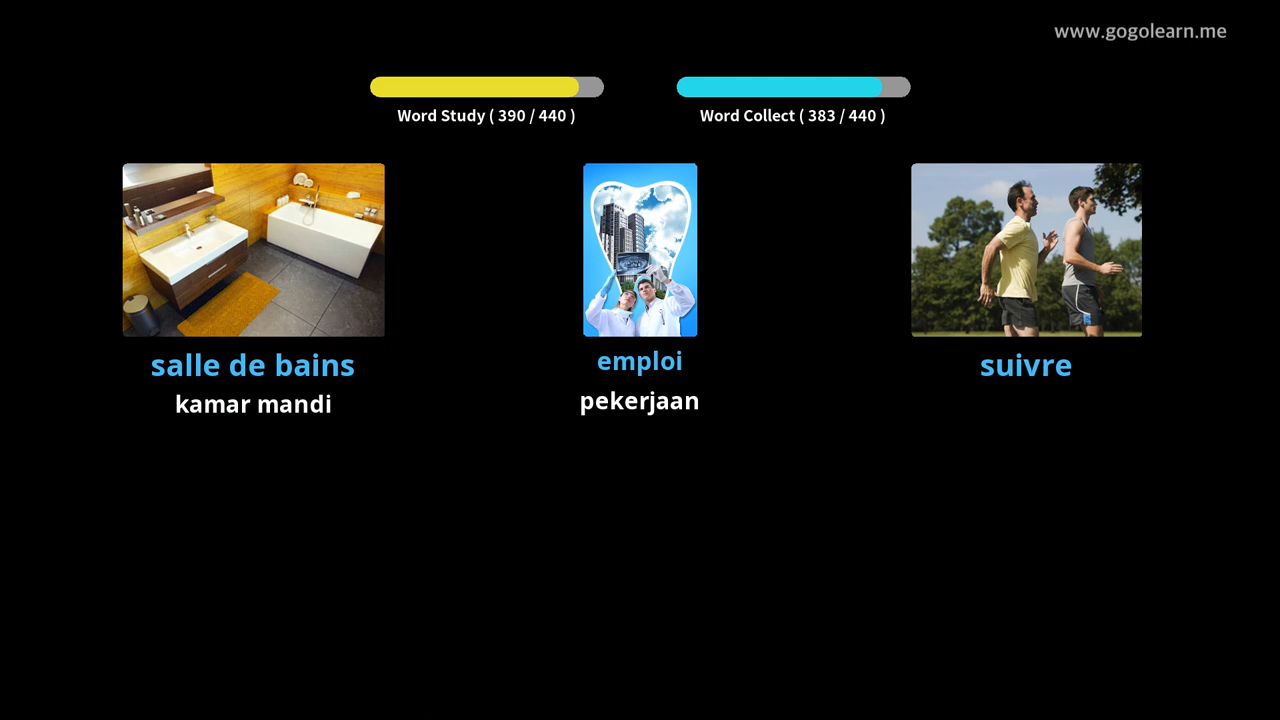 www.gogolearn.me
Word Study ( 390 / 440 )
Word Collect ( 383 / 440 )
salle de bains
kamar mandi
emploi
pekerjaan
suivre